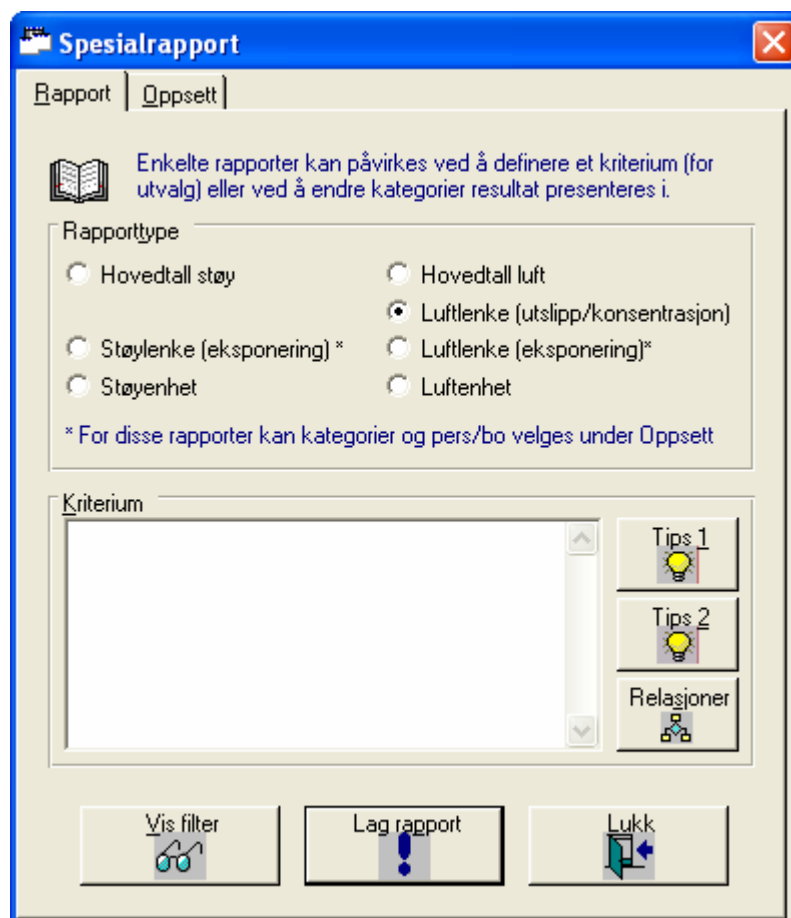 Spesialrapport
Rapport
Oppsett
Enkelte rapporter kan påvirkes ved å definere et kriterium (for
utvalg) eller ved å endre kategorier resultat presenteres i.
Rapporttype
Hovedtall støy
Hovedtall luft
Luftlenke (utslipp/konsentrasjon)
Støylenke (eksponering) *
Luftlenke (eksponering)*
Støyenhet
Luftenhet
* For disse rapporter kan kategorier og pers/bo velges under Oppsett
Kriterium
Tips 1
Tips 2
Relasjoner
Vis filter
Lag rapport
Lukk